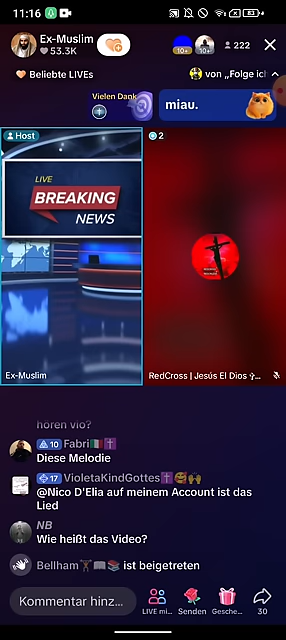 11:16
Ex-Muslim
53.3K
10+
222
Beliebte LIVEs
von „Folge ich
Vielen Dank
miau.
Host
2
LIVE
BREAKING
NEWS
Ex-Muslim
RedCross | Jesús El Dios ✞...
hören vlo?
10 Fabri🇮🇹✝️
Diese Melodie
17 VioletaKindGottes✝️🥰🙌
@Nico D'Elia auf meinem Account ist das
Lied
NB
Wie heißt das Video?
Bellham🏋️📖📚 ist beigetreten
Kommentar hinz...
LIVE mi...
Senden
Gesche...
30